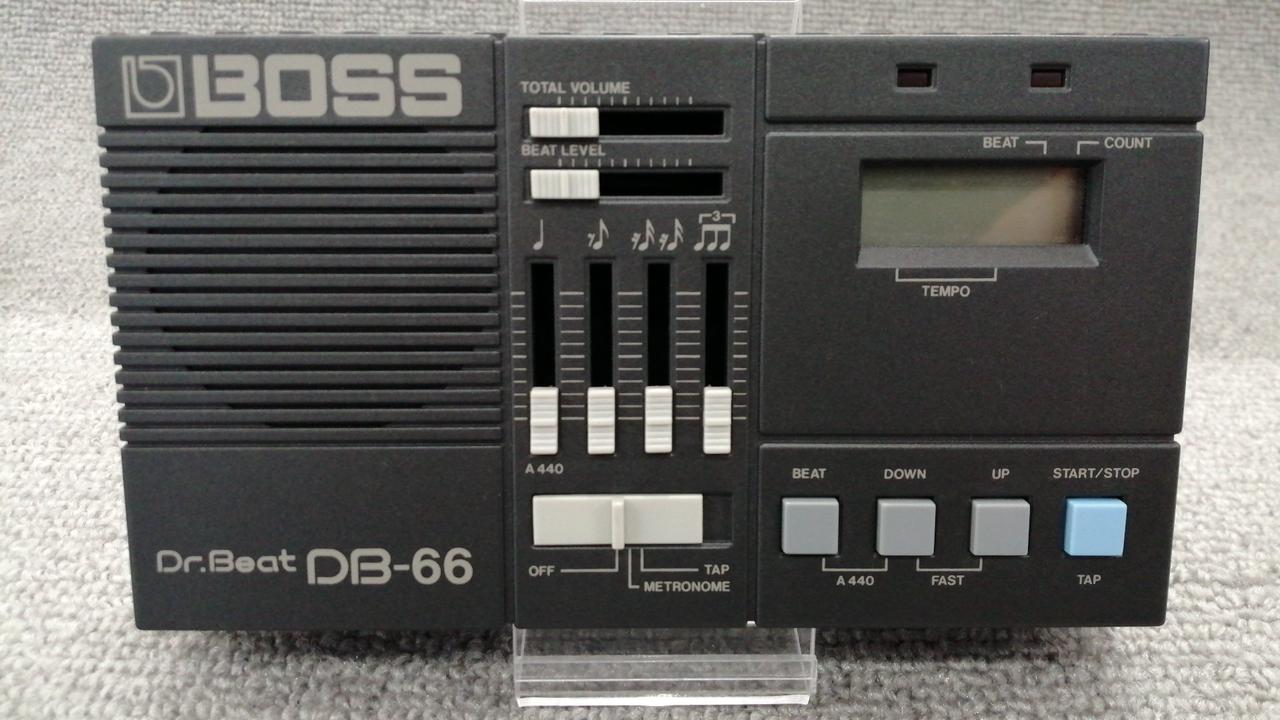 BOSS
TOTAL VOLUME
BEAT LEVEL
3
A 440
OFF
TAP
METRONOME
Dr.Beat DB-66
BEAT
COUNT
TEMPO
BEAT
DOWN
UP
START/STOP
A 440
FAST
TAP